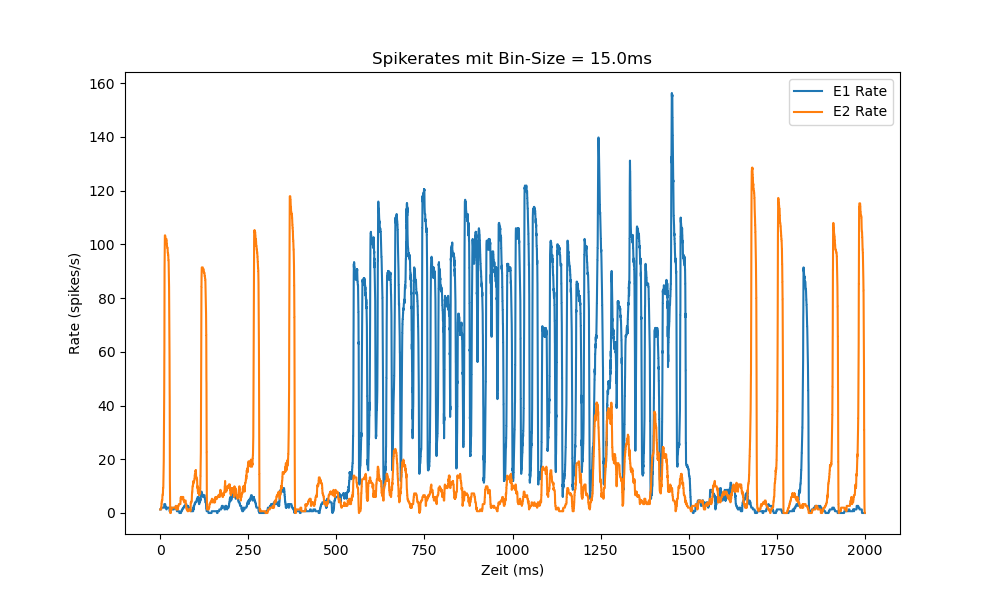 Spikerates mit Bin-Size = 15.0ms
E1 Rate
E2 Rate
Rate (spikes/s)
160
140
120
100
80
60
40
20
0
0 250 500 750 1000 1250 1500 1750 2000
Zeit (ms)